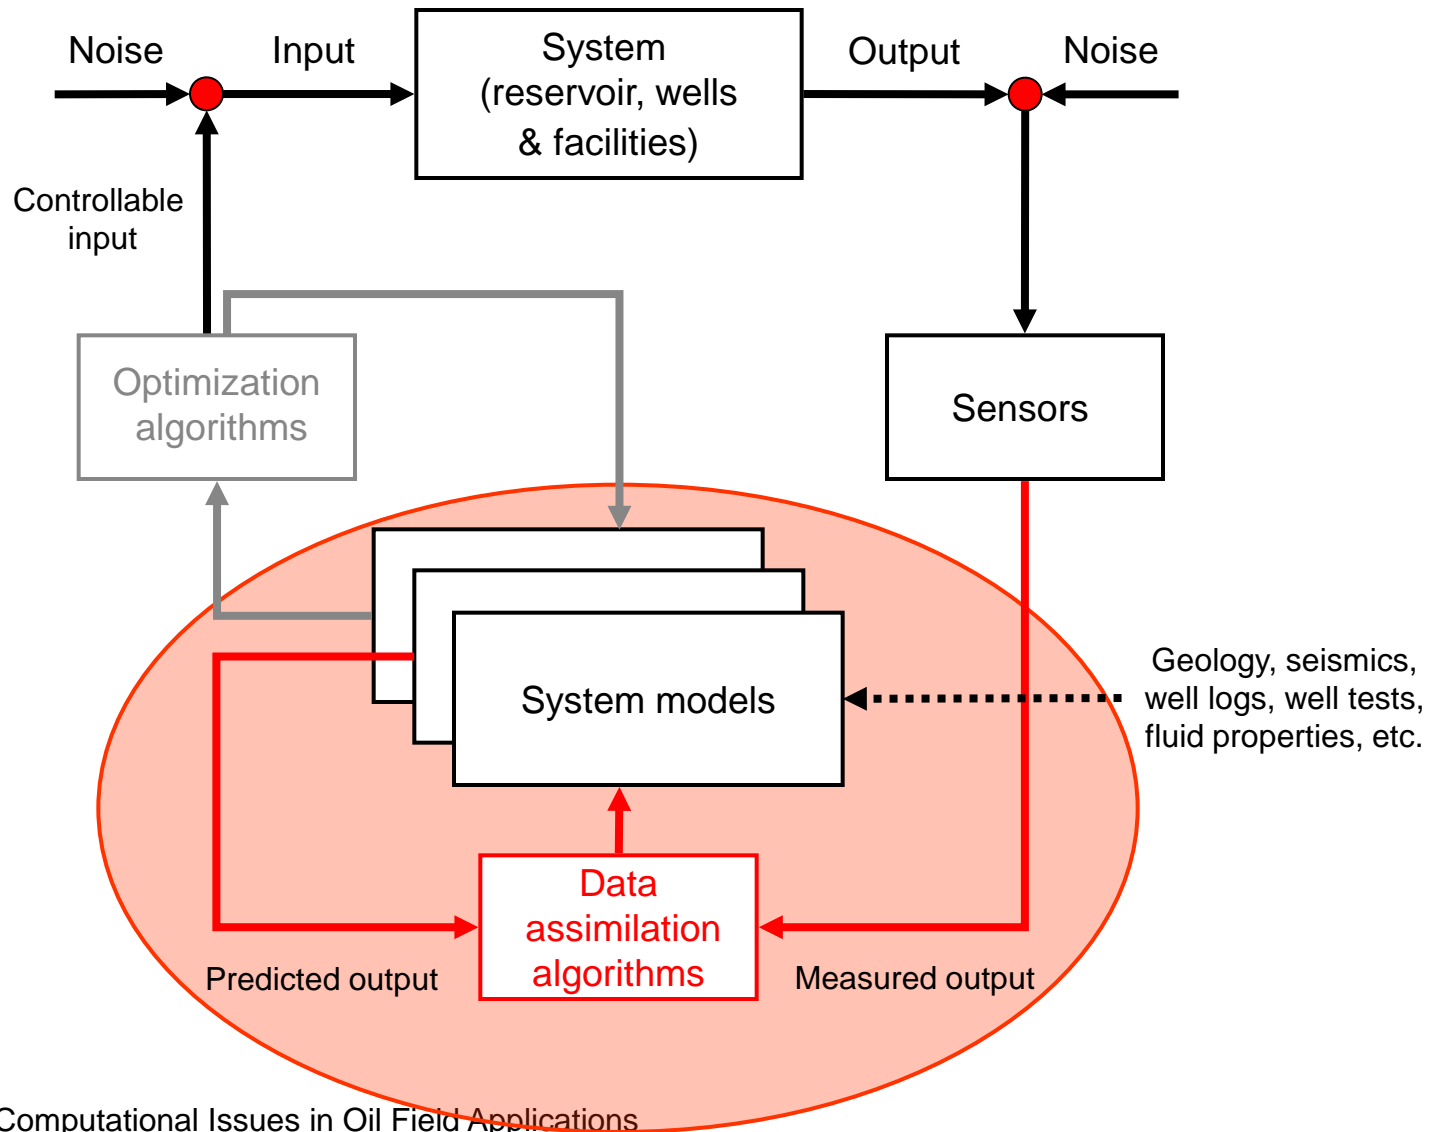 Noise
Input
System
(reservoir, wells
& facilities)
Output
Noise
Controllable
input
Optimization
algorithms
Sensors
System models
Geology, seismics,
well logs, well tests,
fluid properties, etc.
Data
assimilation
algorithms
Predicted output
Measured output
Computational Issues in Oil Field Applications